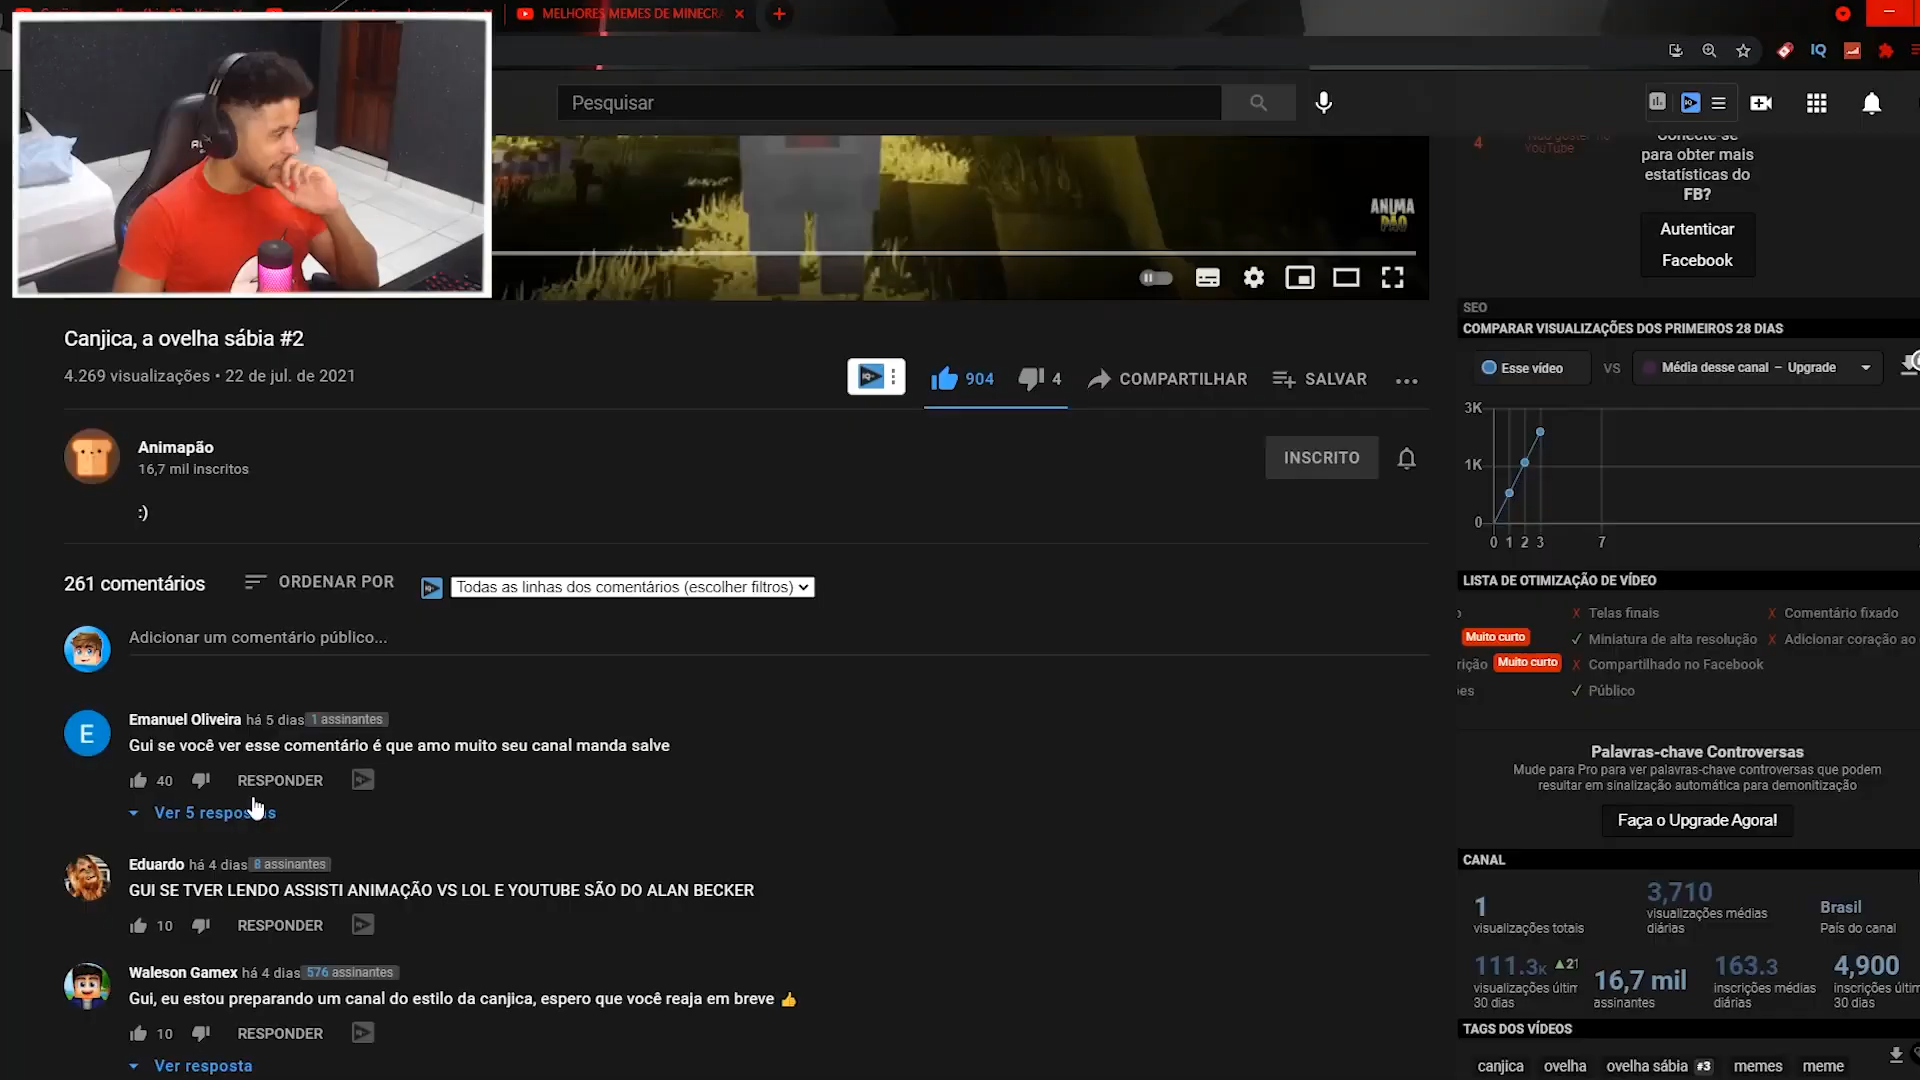 MELHORES MEMES DE MINECRA
IQ
Pesquisar
ANIMA
PÃO
4
YouTube
Conecte-se
para obter mais
estatísticas do
FB?
Autenticar
Facebook
Canjica, a ovelha sábia #2
4.269 visualizações • 22 de jul. de 2021
904
4
COMPARTILHAR
SALVAR
Animapão
16,7 mil inscritos
INSCRITO
:)
261 comentários
ORDENAR POR
Todas as linhas dos comentários (escolher filtros)
Adicionar um comentário público...
E
Emanuel Oliveira há 5 dias 1 assinantes
Gui se você ver esse comentário é que amo muito seu canal manda salve
40
RESPONDER
Ver 5 respostas
Eduardo há 4 dias 8 assinantes
GUI SE TVER LENDO ASSISTI ANIMAÇÃO VS LOL E YOUTUBE SÃO DO ALAN BECKER
10
RESPONDER
Waleson Gamex há 4 dias 576 assinantes
Gui, eu estou preparando um canal do estilo da canjica, espero que você reaja em breve 👍
10
RESPONDER
Ver resposta
SEO
COMPARAR VISUALIZAÇÕES DOS PRIMEIROS 28 DIAS
Esse vídeo
VS
Média desse canal – Upgrade
3K
1K
0
0 1 2 3 7
LISTA DE OTIMIZAÇÃO DE VÍDEO
✗ Telas finais
✗ Comentário fixado
Muito curto
✓ Miniatura de alta resolução
✗ Adicionar coração ao
rição Muito curto
✗ Compartilhado no Facebook
ões
✓ Público
Palavras-chave Controversas
Mude para Pro para ver palavras-chave controversas que podem
resultar em sinalização automática para demonitização
Faça o Upgrade Agora!
CANAL
1
visualizações totais
3,710
visualizações médias
diárias
Brasil
País do canal
111.3K ▲21
visualizações últim
30 dias
16,7 mil
assinantes
163.3
inscrições médias
diárias
4,900
inscrições últim
30 dias
TAGS DOS VÍDEOS
canjica ovelha ovelha sábia #3 memes meme